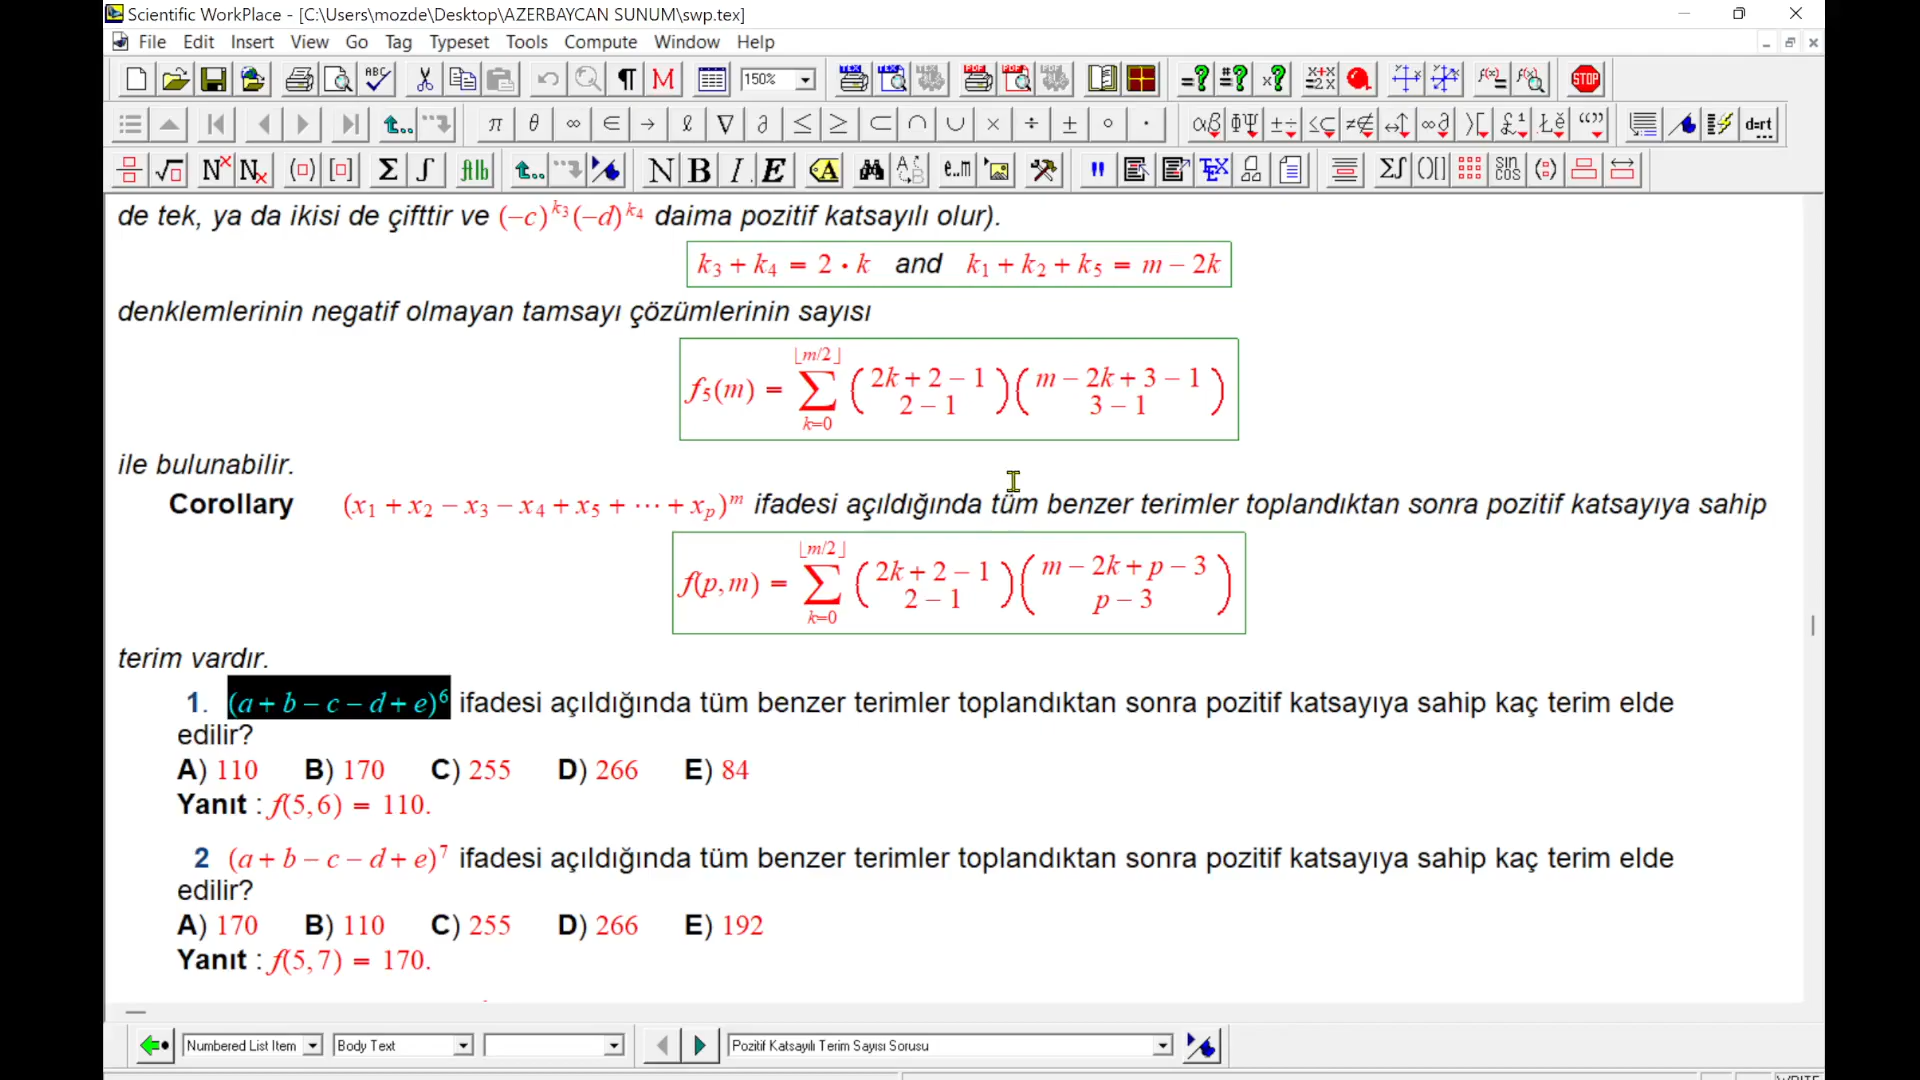 Scientific WorkPlace - [C:\Users\mozde\Desktop\AZERBAYCAN SUNUM\swp.tex]
File Edit Insert View Go Tag Typeset Tools Compute Window Help
150%
de tek, ya da ikisi de çifttir ve (−c)^{k₃}(−d)^{k₄} daima pozitif katsayılı olur).
k₃ + k₄ = 2 · k and k₁ + k₂ + k₅ = m − 2k
denklemlerinin negatif olmayan tamsayı çözümlerinin sayısı
f₅(m) = ∑_{k=0}^{⌊m/2⌋} (2k + 2 − 1 / 2 − 1)(m − 2k + 3 − 1 / 3 − 1)
ile bulunabilir.
Corollary (x₁ + x₂ − x₃ − x₄ + x₅ + ⋯ + xₚ)^m ifadesi açıldığında tüm benzer terimler toplandıktan sonra pozitif katsayıya sahip
f(p, m) = ∑_{k=0}^{⌊m/2⌋} (2k + 2 − 1 / 2 − 1)(m − 2k + p − 3 / p − 3)
terim vardır.
1. (a + b − c − d + e)⁶ ifadesi açıldığında tüm benzer terimler toplandıktan sonra pozitif katsayıya sahip kaç terim elde
edilir?
A) 110 B) 170 C) 255 D) 266 E) 84
Yanıt : f(5, 6) = 110.
2 (a + b − c − d + e)⁷ ifadesi açıldığında tüm benzer terimler toplandıktan sonra pozitif katsayıya sahip kaç terim elde
edilir?
A) 170 B) 110 C) 255 D) 266 E) 192
Yanıt : f(5, 7) = 170.
Numbered List Item Body Text Pozitif Katsayılı Terim Sayısı Sorusu